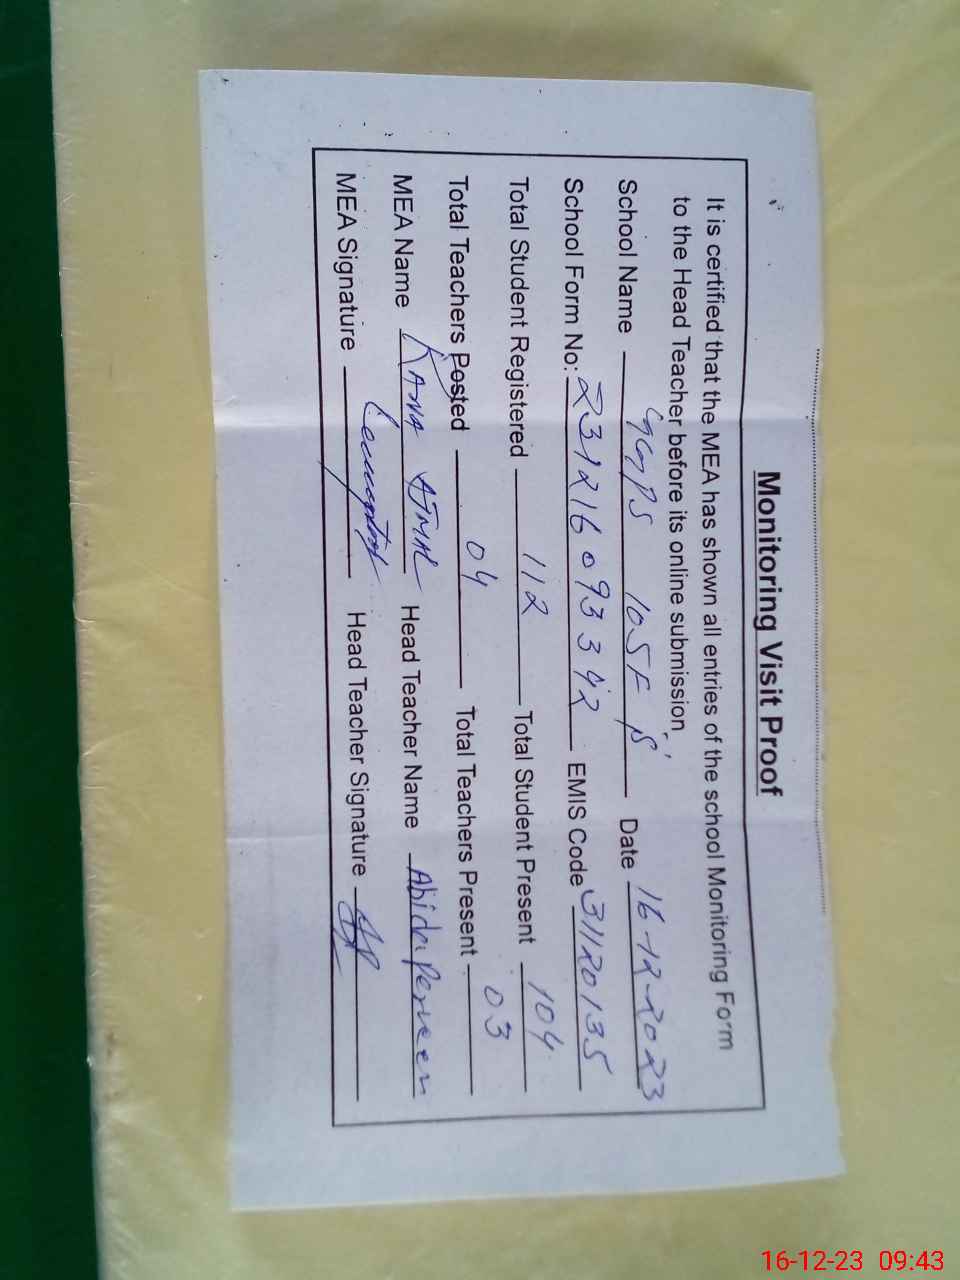 Monitoring Visit Proof
It is certified that the MEA has shown all entries of the school Monitoring Form
to the Head Teacher before its online submission.
School Name GGPS 105F Date 16-12-2023
School Form No: 231216093342 EMIS Code 31120135
Total Student Registered 112 Total Student Present 104
Total Teachers Posted 04 Total Teachers Present 03
MEA Name RANA AJMAL Head Teacher Name Abida Perveen
MEA Signature Head Teacher Signature
16-12-23 09:43